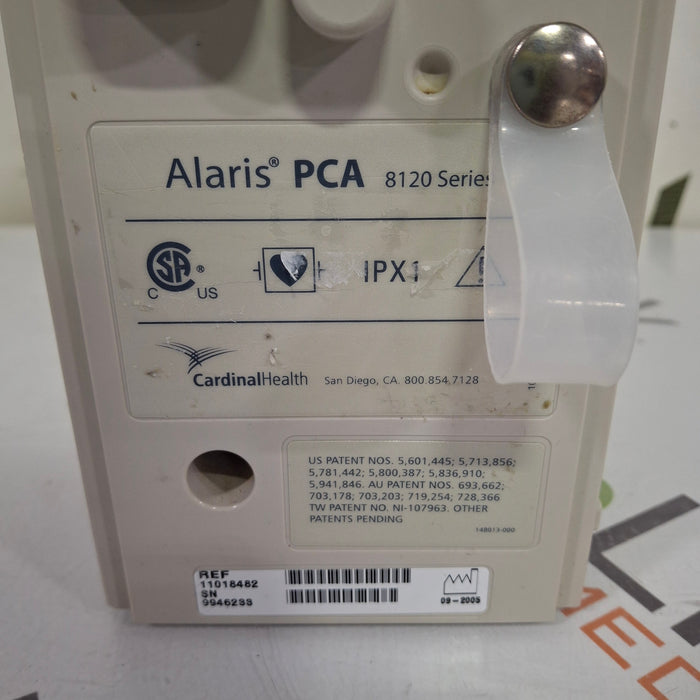 Alaris® PCA 8120 Series
CSA ®
C US
IPX1
CardinalHealth San Diego, CA. 800.854.7128
US PATENT NOS. 5,601,445; 5,713,856;
5,781,442; 5,800,387; 5,836,910;
5,941,846. AU PATENT NOS. 693,662;
703,178; 703,203; 719,254; 728,366
TW PATENT NO. NI-107963. OTHER
PATENTS PENDING
148013-000
REF
11018482
SN
9946233
09-2005